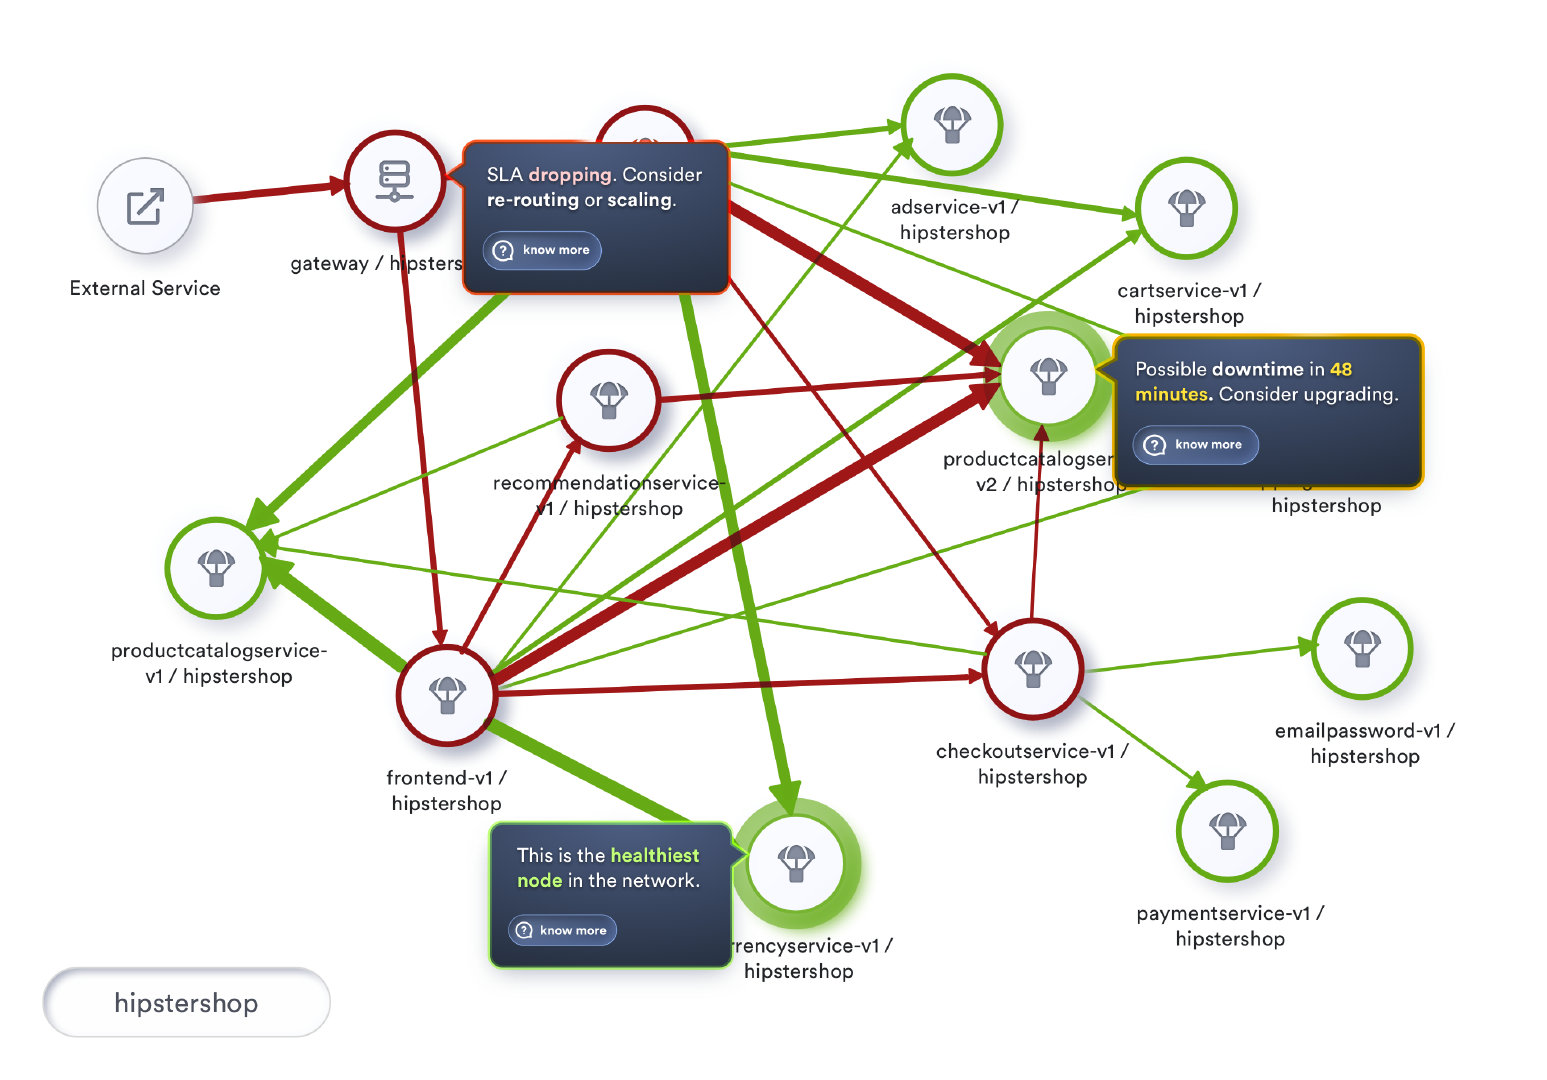 SLA dropping. Consider
re-routing or scaling.
know more
External Service
gateway / hipsters
adservice-v1 /
hipstershop
cartservice-v1 /
hipstershop
Possible downtime in 48
minutes. Consider upgrading.
know more
productcatalogser
v2 / hipstershop
hipstershop
recommendationservice-
v1 / hipstershop
productcatalogservice-
v1 / hipstershop
frontend-v1 /
hipstershop
checkoutservice-v1 /
hipstershop
emailpassword-v1 /
hipstershop
paymentservice-v1 /
hipstershop
This is the healthiest
node in the network.
know more
rrencyservice-v1 /
hipstershop
hipstershop